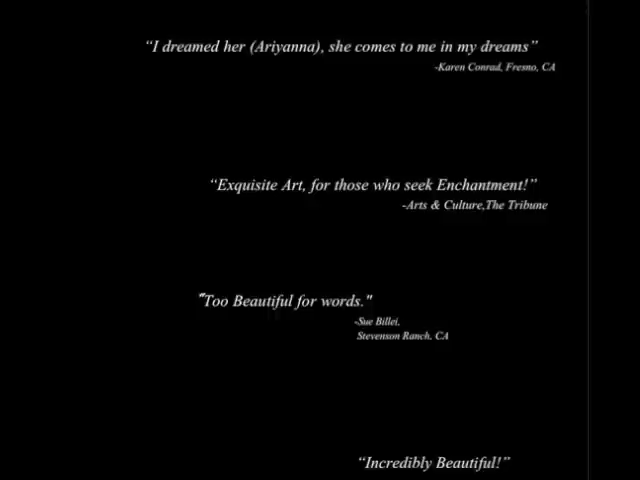 “I dreamed her (Ariyanna), she comes to me in my dreams”
-Karen Conrad, Fresno, CA
“Exquisite Art, for those who seek Enchantment!”
-Arts & Culture,The Tribune
"Too Beautiful for words."
-Sue Billei,
Stevenson Ranch, CA
“Incredibly Beautiful!”